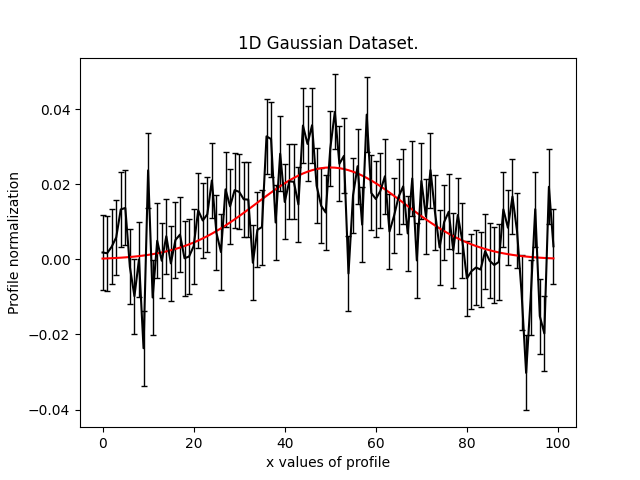 1D Gaussian Dataset.
Profile normalization
0.04
0.02
0.00
−0.02
−0.04
0 20 40 60 80 100
x values of profile